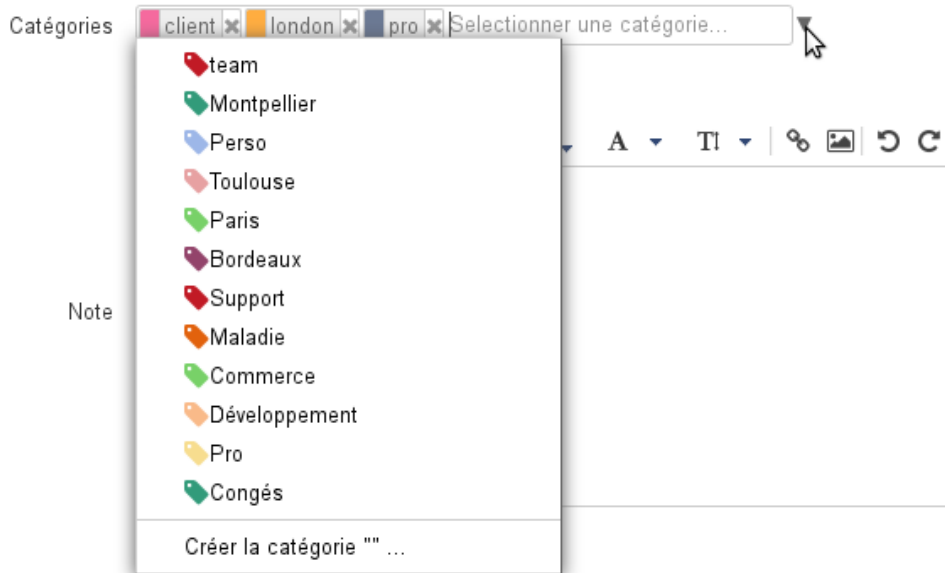 Catégories client london pro Selectionner une catégorie...
team
Montpellier
Perso
Toulouse
Paris
Bordeaux
Support
Note
Maladie
Commerce
Développement
Pro
Congés
Créer la catégorie "" ...